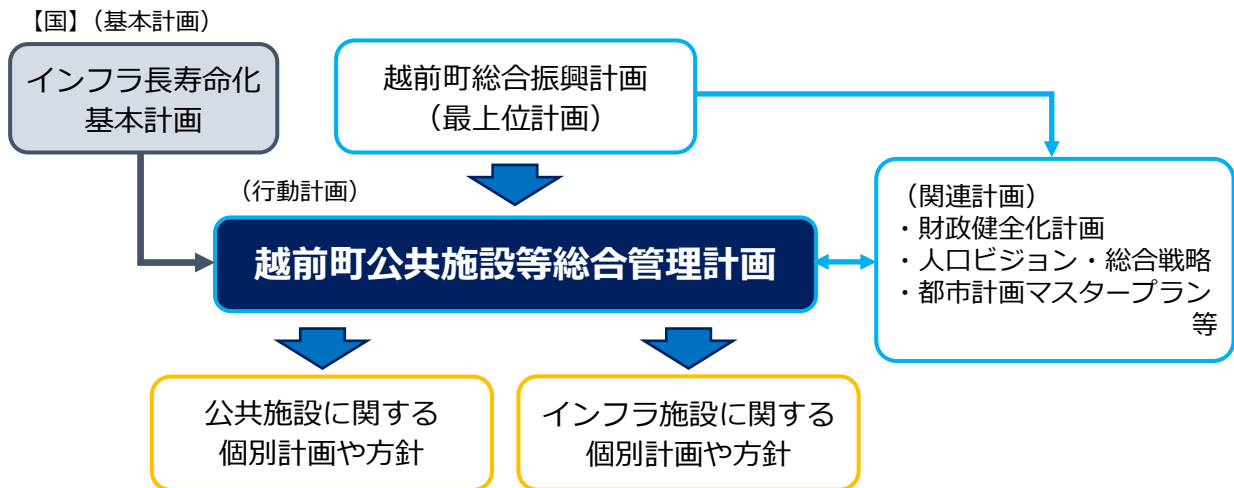 【国】（基本計画）
インフラ長寿命化
基本計画
越前町総合振興計画
（最上位計画）
（行動計画）
越前町公共施設等総合管理計画
（関連計画）
・財政健全化計画
・人口ビジョン・総合戦略
・都市計画マスタープラン
等
公共施設に関する
個別計画や方針
インフラ施設に関する
個別計画や方針